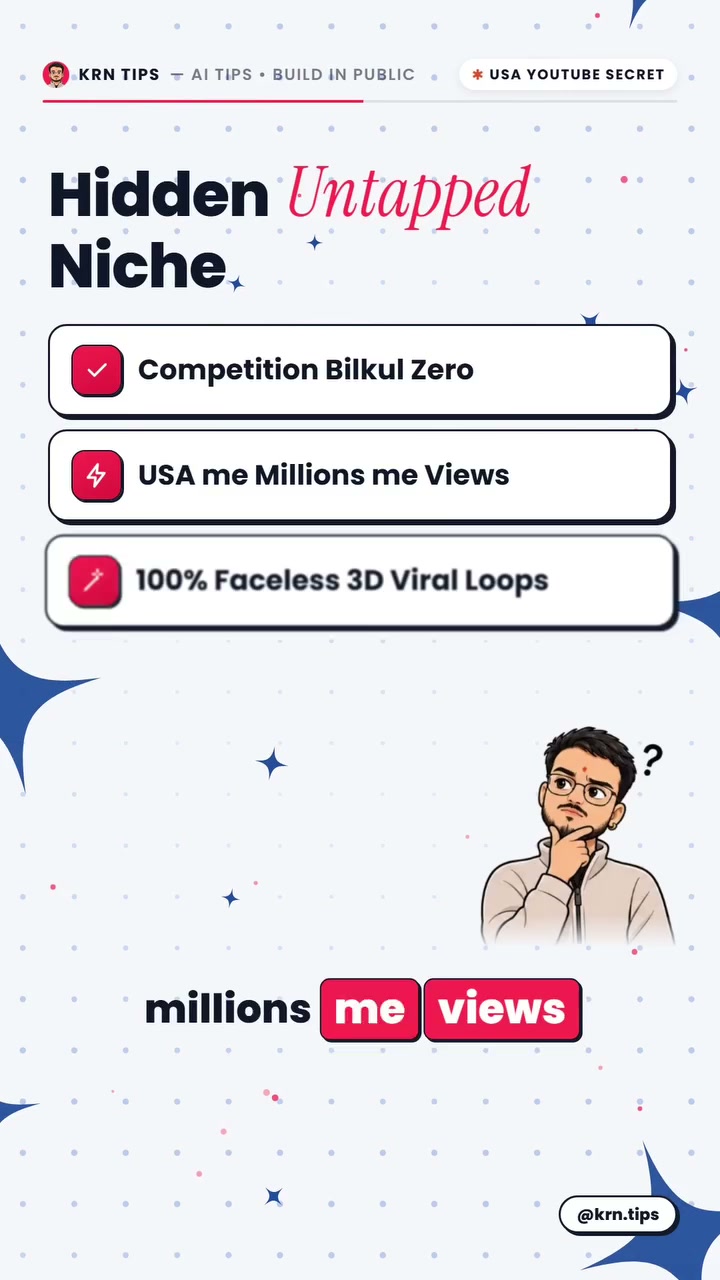 KRN TIPS — AI TIPS • BUILD IN PUBLIC
✱ USA YOUTUBE SECRET
Hidden Untapped
Niche
Competition Bilkul Zero
USA me Millions me Views
100% Faceless 3D Viral Loops
?
millions me views
@krn.tips